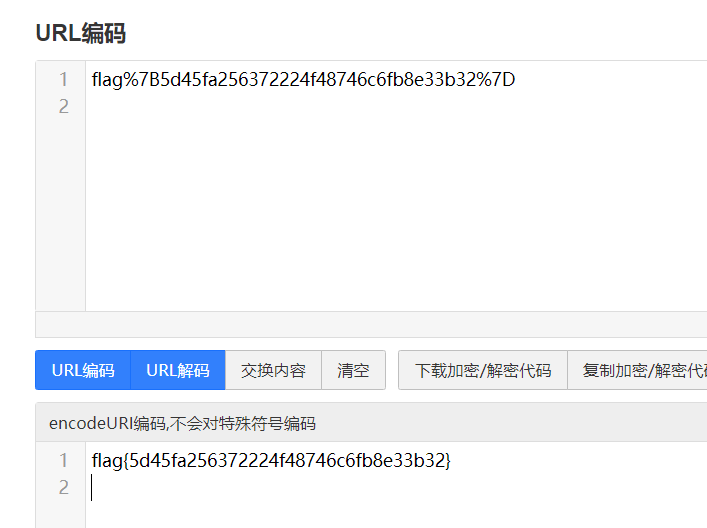 URL编码
1 flag%7B5d45fa256372224f48746c6fb8e33b32%7D
2
URL编码 URL解码 交换内容 清空 下载加密/解密代码 复制加密/解密代
encodeURI编码,不会对特殊符号编码
1 flag{5d45fa256372224f48746c6fb8e33b32}
2